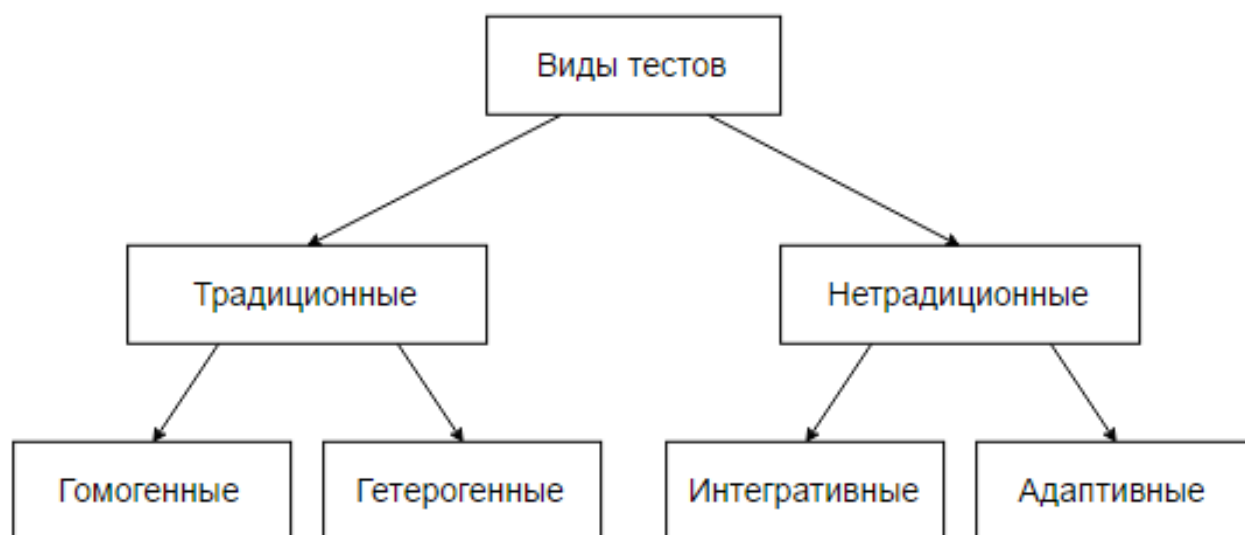 Виды тестов
Традиционные
Нетрадиционные
Гомогенные
Гетерогенные
Интегративные
Адаптивные